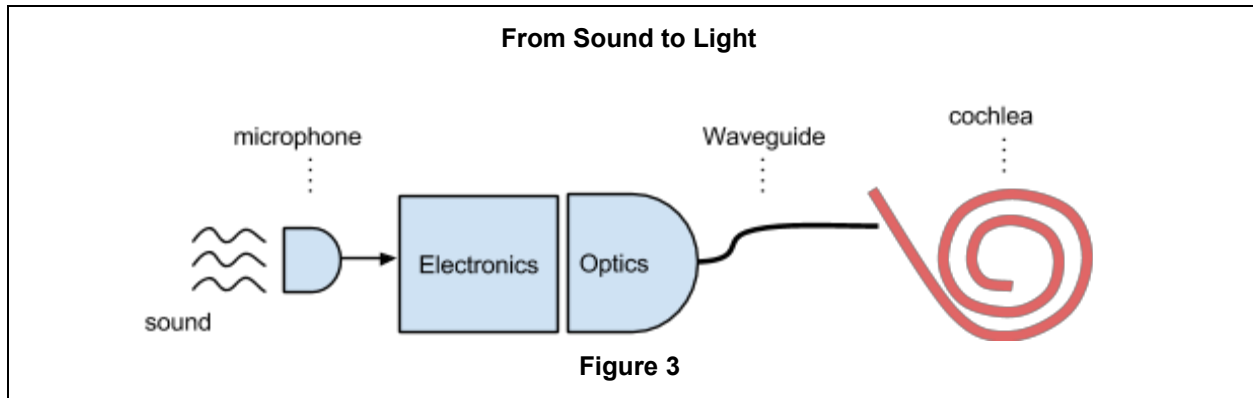 From Sound to Light
cochlea
microphone
Waveguide
Electronics
Optics
sound
Figure 3